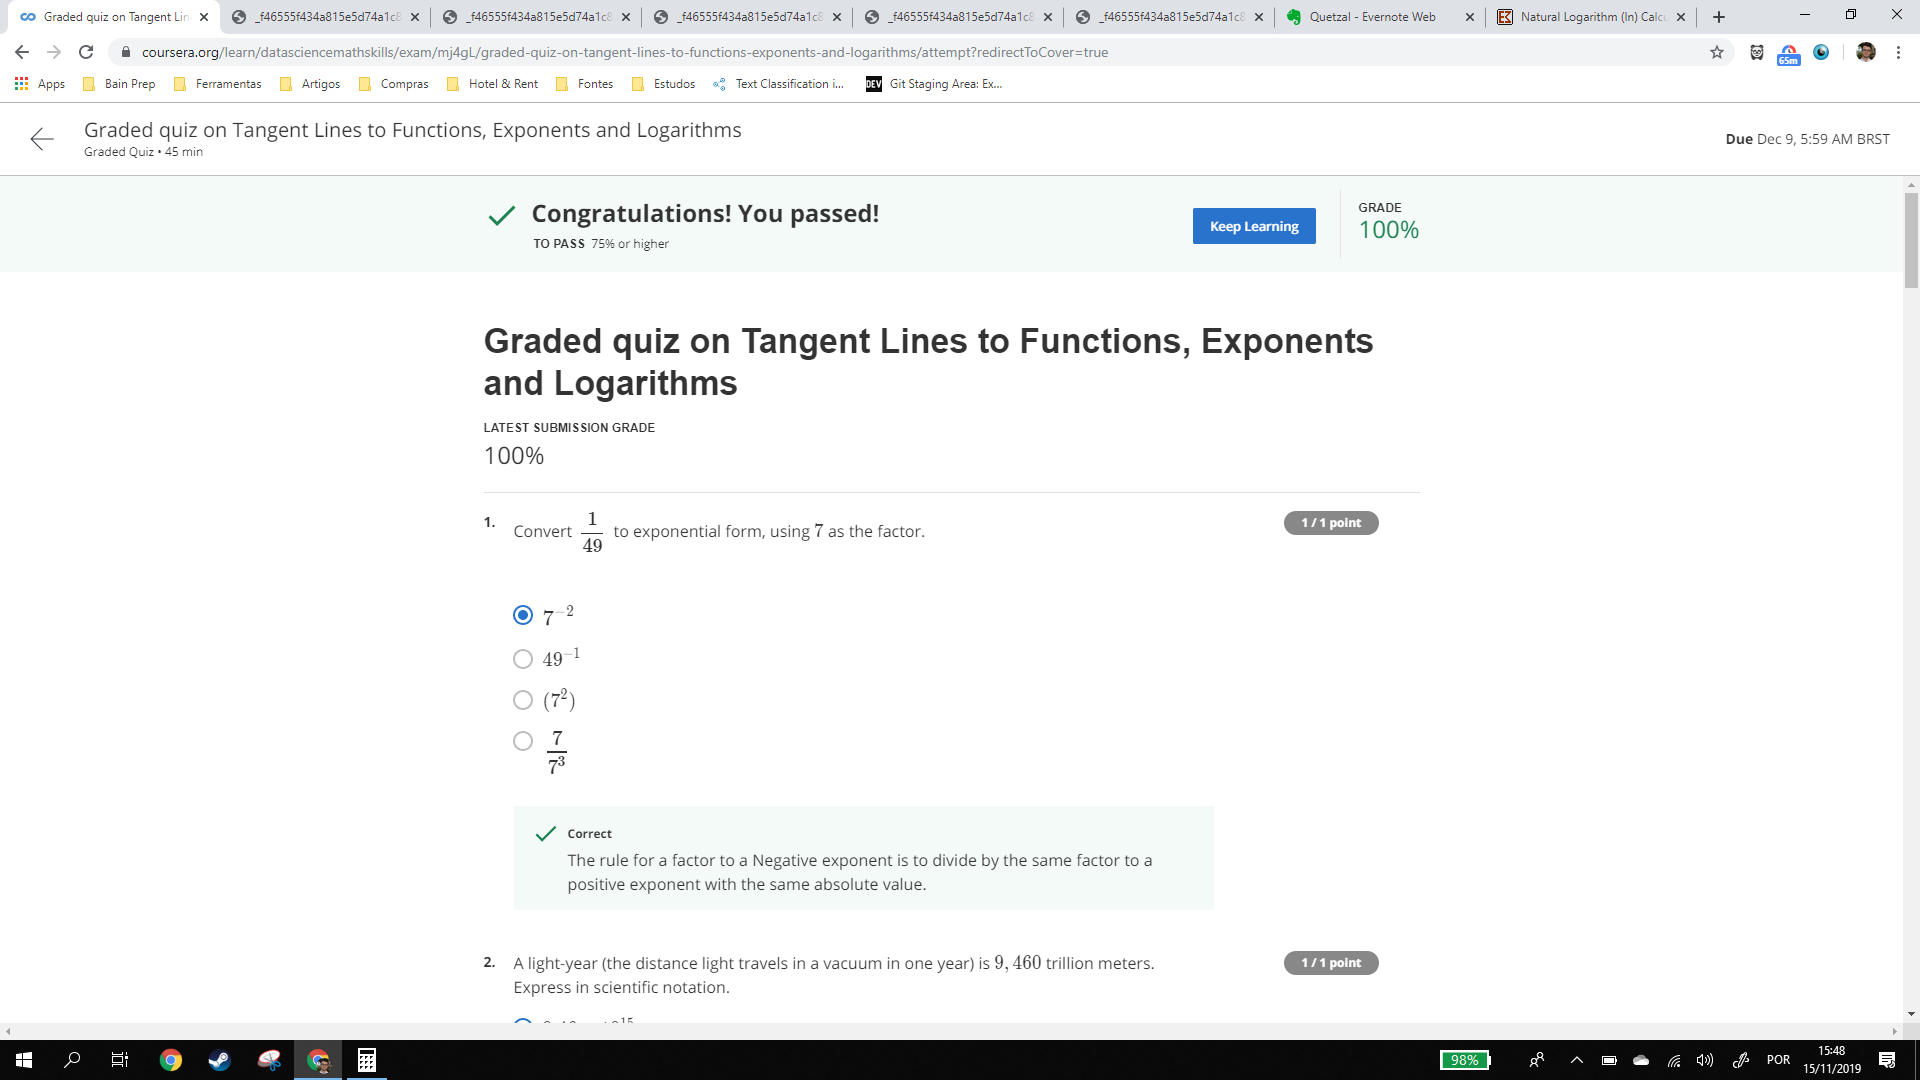 Graded quiz on Tangent Lin
_f46555f434a815e5d74a1c8
_f46555f434a815e5d74a1c8
_f46555f434a815e5d74a1c8
_f46555f434a815e5d74a1c8
_f46555f434a815e5d74a1c8
Quetzal - Evernote Web
Natural Logarithm (ln) Calcu
coursera.org/learn/datasciencemathskills/exam/mj4gL/graded-quiz-on-tangent-lines-to-functions-exponents-and-logarithms/attempt?redirectToCover=true
65m
Apps Bain Prep Ferramentas Artigos Compras Hotel & Rent Fontes Estudos Text Classification i... DEV Git Staging Area: Ex...
Graded quiz on Tangent Lines to Functions, Exponents and Logarithms
Graded Quiz • 45 min
Due Dec 9, 5:59 AM BRST
Congratulations! You passed!
TO PASS 75% or higher
Keep Learning
GRADE
100%
Graded quiz on Tangent Lines to Functions, Exponents
and Logarithms
LATEST SUBMISSION GRADE
100%
1. Convert 1/49 to exponential form, using 7 as the factor.
1 / 1 point
7⁻²
49⁻¹
(7²)
7/7³
Correct
The rule for a factor to a Negative exponent is to divide by the same factor to a
positive exponent with the same absolute value.
2. A light-year (the distance light travels in a vacuum in one year) is 9,460 trillion meters.
1 / 1 point
Express in scientific notation.
98%
POR
15:48
15/11/2019